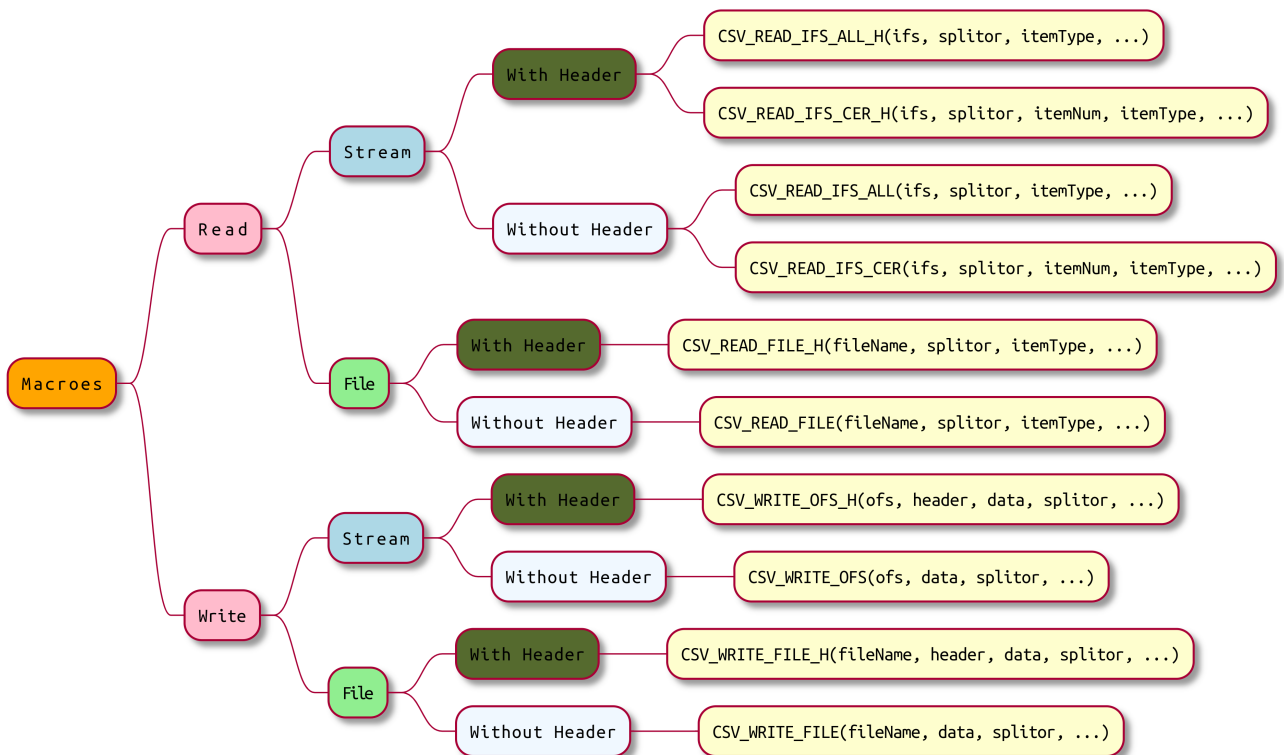 CSV_READ_IFS_ALL_H(ifs, splitor, itemType, ...)
With Header
CSV_READ_IFS_CER_H(ifs, splitor, itemNum, itemType, ...)
Stream
CSV_READ_IFS_ALL(ifs, splitor, itemType, ...)
Read
Without Header
CSV_READ_IFS_CER(ifs, splitor, itemNum, itemType, ...)
With Header
CSV_READ_FILE_H(fileName, splitor, itemType, ...)
Macroes
File
Without Header
CSV_READ_FILE(fileName, splitor, itemType, ...)
With Header
CSV_WRITE_OFS_H(ofs, header, data, splitor, ...)
Stream
Without Header
CSV_WRITE_OFS(ofs, data, splitor, ...)
Write
With Header
CSV_WRITE_FILE_H(fileName, header, data, splitor, ...)
File
Without Header
CSV_WRITE_FILE(fileName, data, splitor, ...)